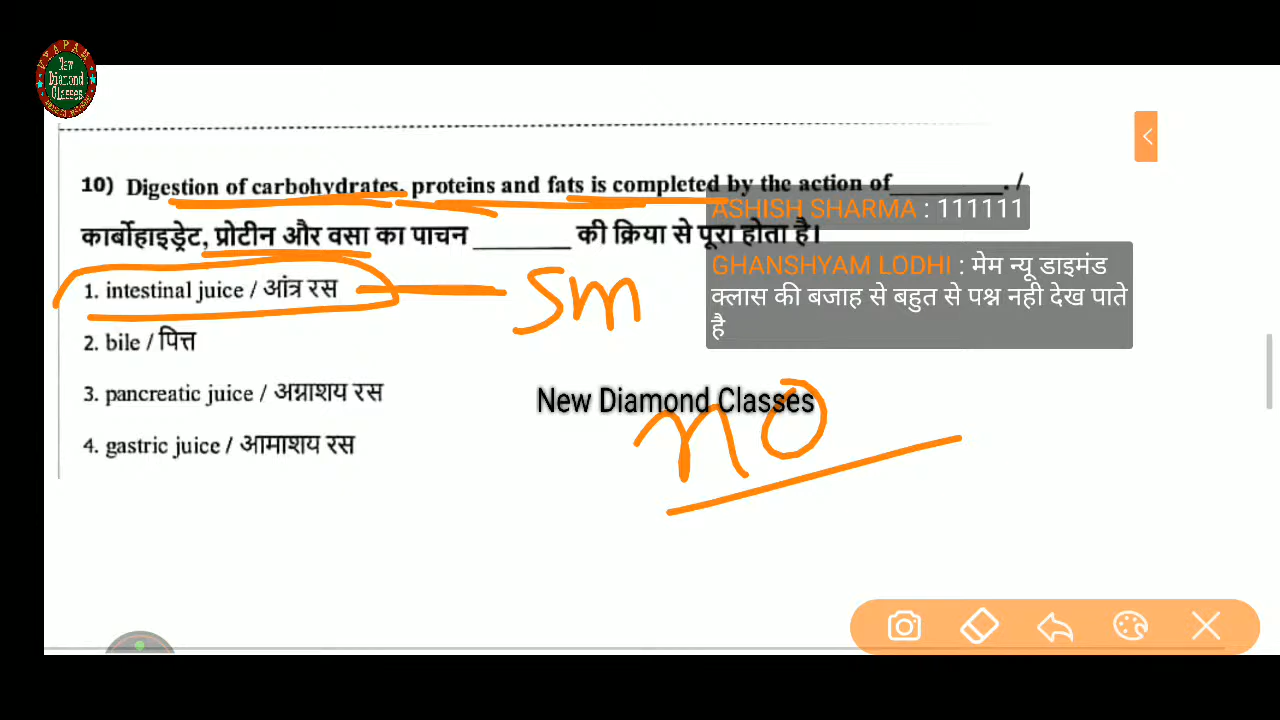 VYAPAM
New
Diamond
Classes
10) Digestion of carbohydrates, proteins and fats is completed by the action of_________. /
ASHISH SHARMA : 111111
कार्बोहाइड्रेट, प्रोटीन और वसा का पाचन ________ की क्रिया से पूरा होता है।
GHANSHYAM LODHI : मेम न्यू डाइमंड
क्लास की बजाह से बहुत से पश्न नही देख पाते
है
1. intestinal juice / आंत्र रस
Sm
2. bile / पित्त
3. pancreatic juice / अग्नाशय रस
New Diamond Classes
no
4. gastric juice / आमाशय रस